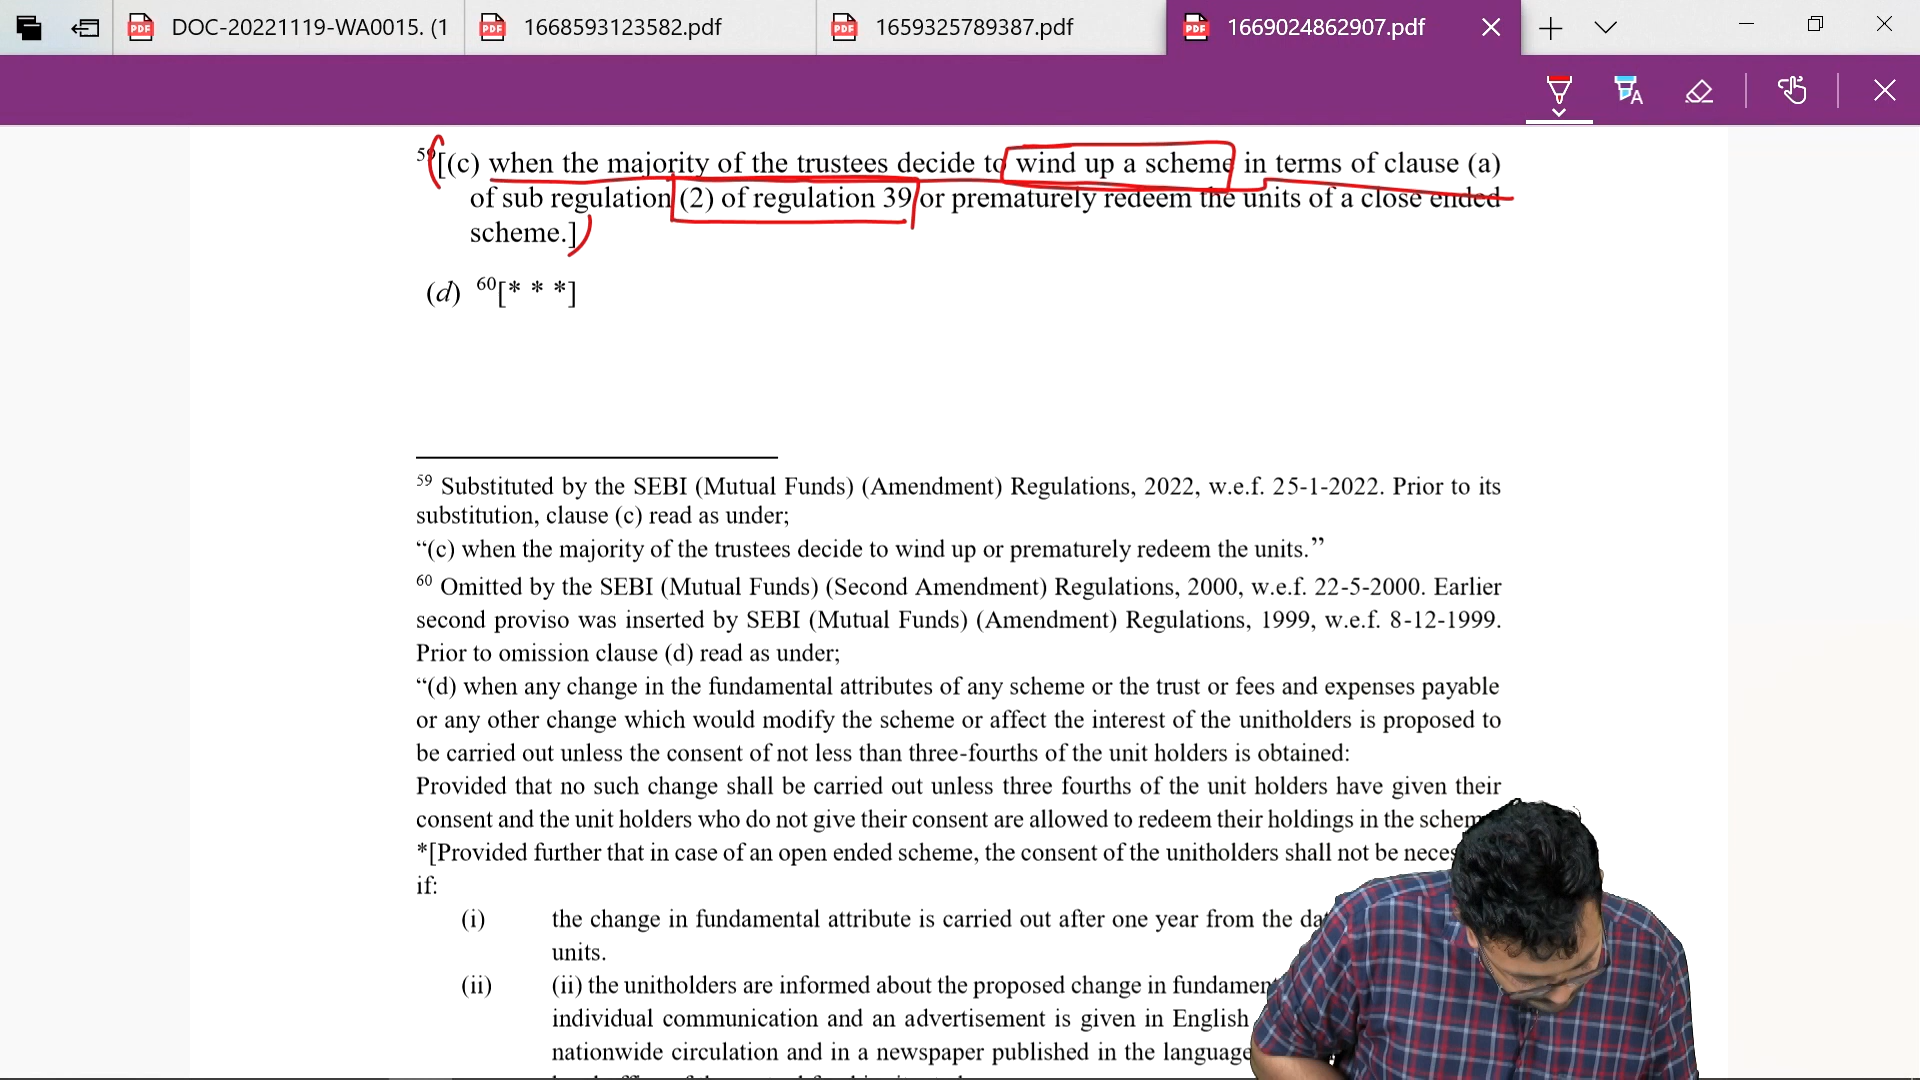 DOC-20221119-WA0015. (1
1668593123582.pdf
1659325789387.pdf
1669024862907.pdf
[(c) when the majority of the trustees decide to wind up a scheme in terms of clause (a)
of sub regulation (2) of regulation 39 or prematurely redeem the units of a close ended
scheme.]
(d) 60[* * *]
59 Substituted by the SEBI (Mutual Funds) (Amendment) Regulations, 2022, w.e.f. 25-1-2022. Prior to its
substitution, clause (c) read as under;
“(c) when the majority of the trustees decide to wind up or prematurely redeem the units.”
60 Omitted by the SEBI (Mutual Funds) (Second Amendment) Regulations, 2000, w.e.f. 22-5-2000. Earlier
second proviso was inserted by SEBI (Mutual Funds) (Amendment) Regulations, 1999, w.e.f. 8-12-1999.
Prior to omission clause (d) read as under;
“(d) when any change in the fundamental attributes of any scheme or the trust or fees and expenses payable
or any other change which would modify the scheme or affect the interest of the unitholders is proposed to
be carried out unless the consent of not less than three-fourths of the unit holders is obtained:
Provided that no such change shall be carried out unless three fourths of the unit holders have given their
consent and the unit holders who do not give their consent are allowed to redeem their holdings in the
*[Provided further that in case of an open ended scheme, the consent of the unitholders shall not be
if:
(i) the change in fundamental attribute is carried out after one year from the
units.
(ii) (ii) the unitholders are informed about the proposed change in
individual communication and an advertisement is given in English
nationwide circulation and in a newspaper published in the language